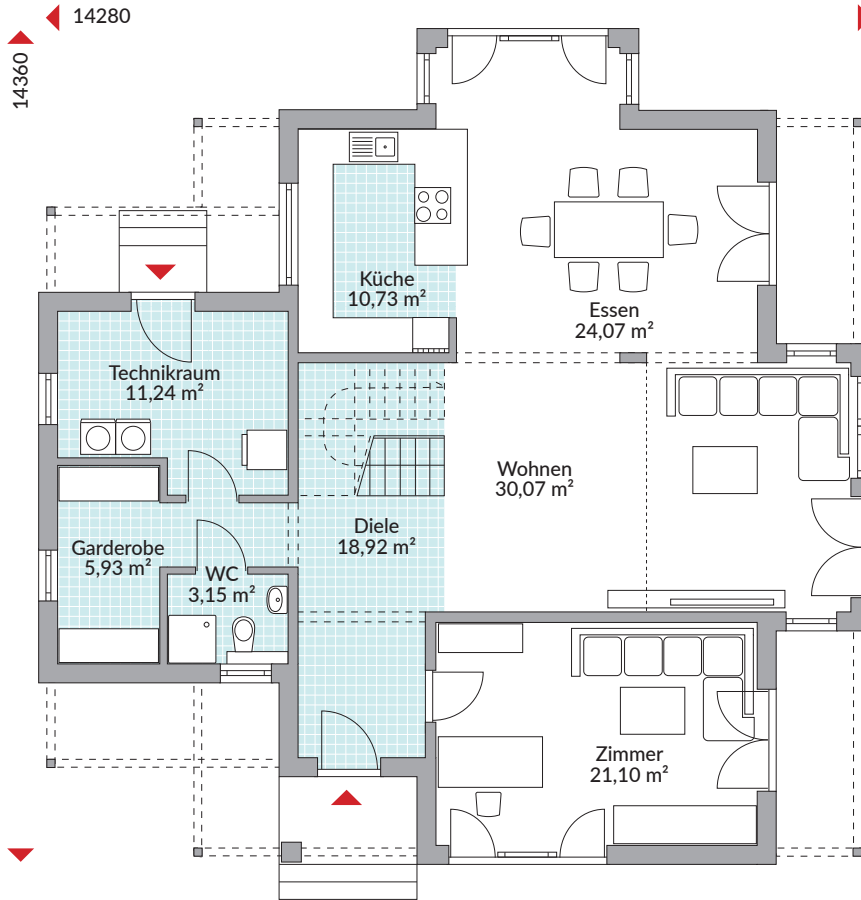 14280
14360
Küche
10,73 m²
Essen
24,07 m²
Technikraum
11,24 m²
Wohnen
30,07 m²
Diele
18,92 m²
Garderobe
5,93 m²
WC
3,15 m²
Zimmer
21,10 m²